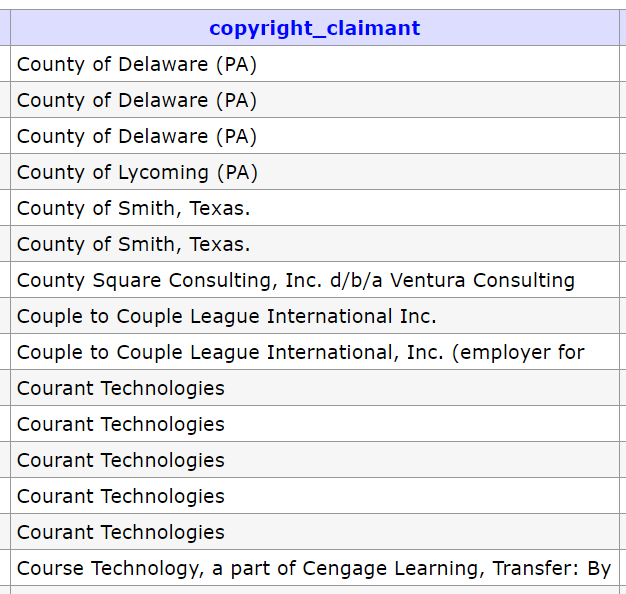 copyright_claimant
County of Delaware (PA)
County of Delaware (PA)
County of Delaware (PA)
County of Lycoming (PA)
County of Smith, Texas.
County of Smith, Texas.
County Square Consulting, Inc. d/b/a Ventura Consulting
Couple to Couple League International Inc.
Couple to Couple League International, Inc. (employer for
Courant Technologies
Courant Technologies
Courant Technologies
Courant Technologies
Courant Technologies
Course Technology, a part of Cengage Learning, Transfer: By